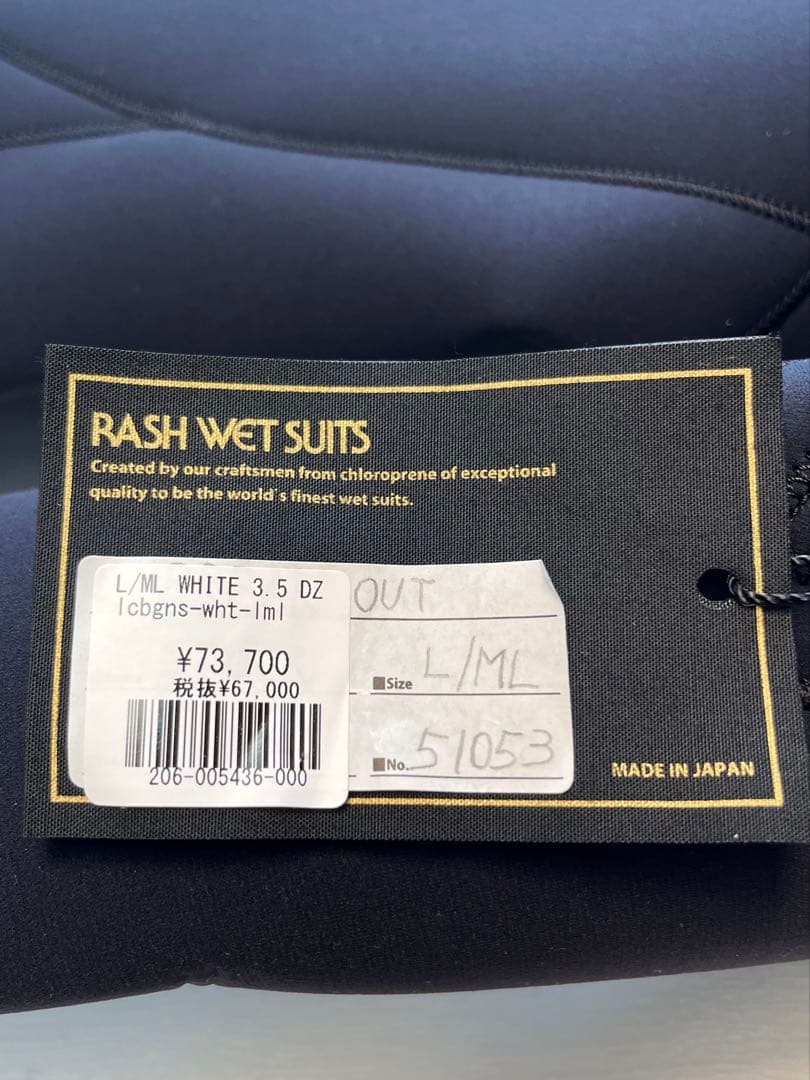 RASH WET SUITS
Created by our craftsmen from chloroprene of exceptional
quality to be the world's finest wet suits.
L/ML WHITE 3.5 DZ
lcbgns-wht-lml
¥73,700
税抜¥67,000
206-005436-000
OUT
■Size L/ML
■No. 51053
MADE IN JAPAN